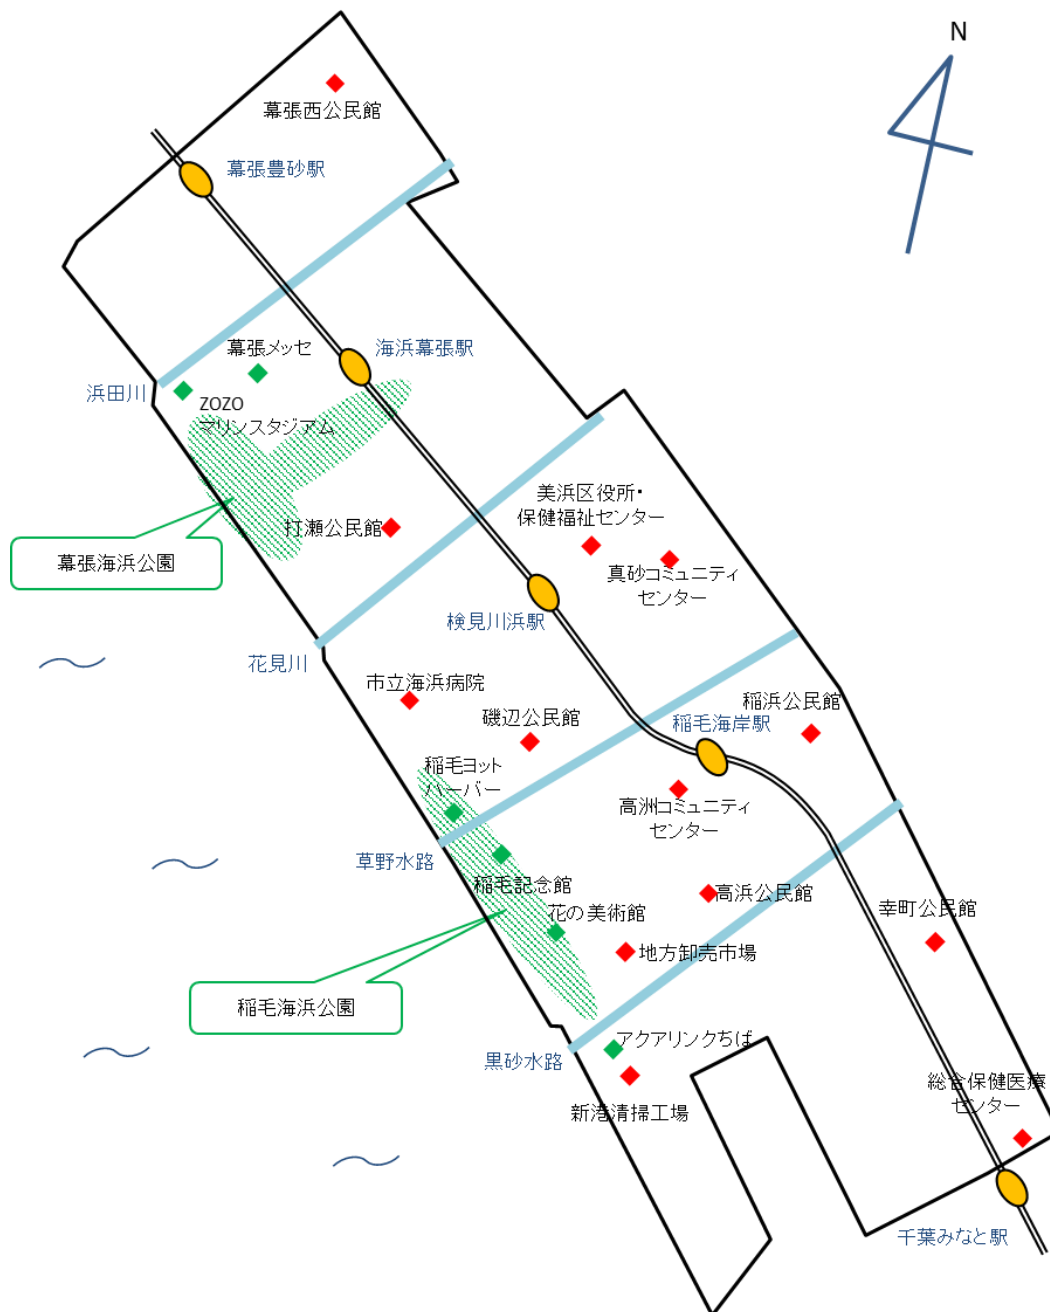 N
幕張西公民館
幕張豊砂駅
幕張メッセ
海浜幕張駅
浜田川
ZOZO
マリンスタジアム
美浜区役所・
保健福祉センター
打瀬公民館
幕張海浜公園
真砂コミュニティ
センター
検見川浜駅
花見川
市立海浜病院
稲浜公民館
磯辺公民館
稲毛海岸駅
稲毛ヨット
ハーバー
高洲コミュニティ
センター
草野水路
稲毛記念館
高浜公民館
花の美術館
幸町公民館
地方卸売市場
稲毛海浜公園
アクアリンクちば
黒砂水路
新港清掃工場
総合保健医療
センター
千葉みなと駅